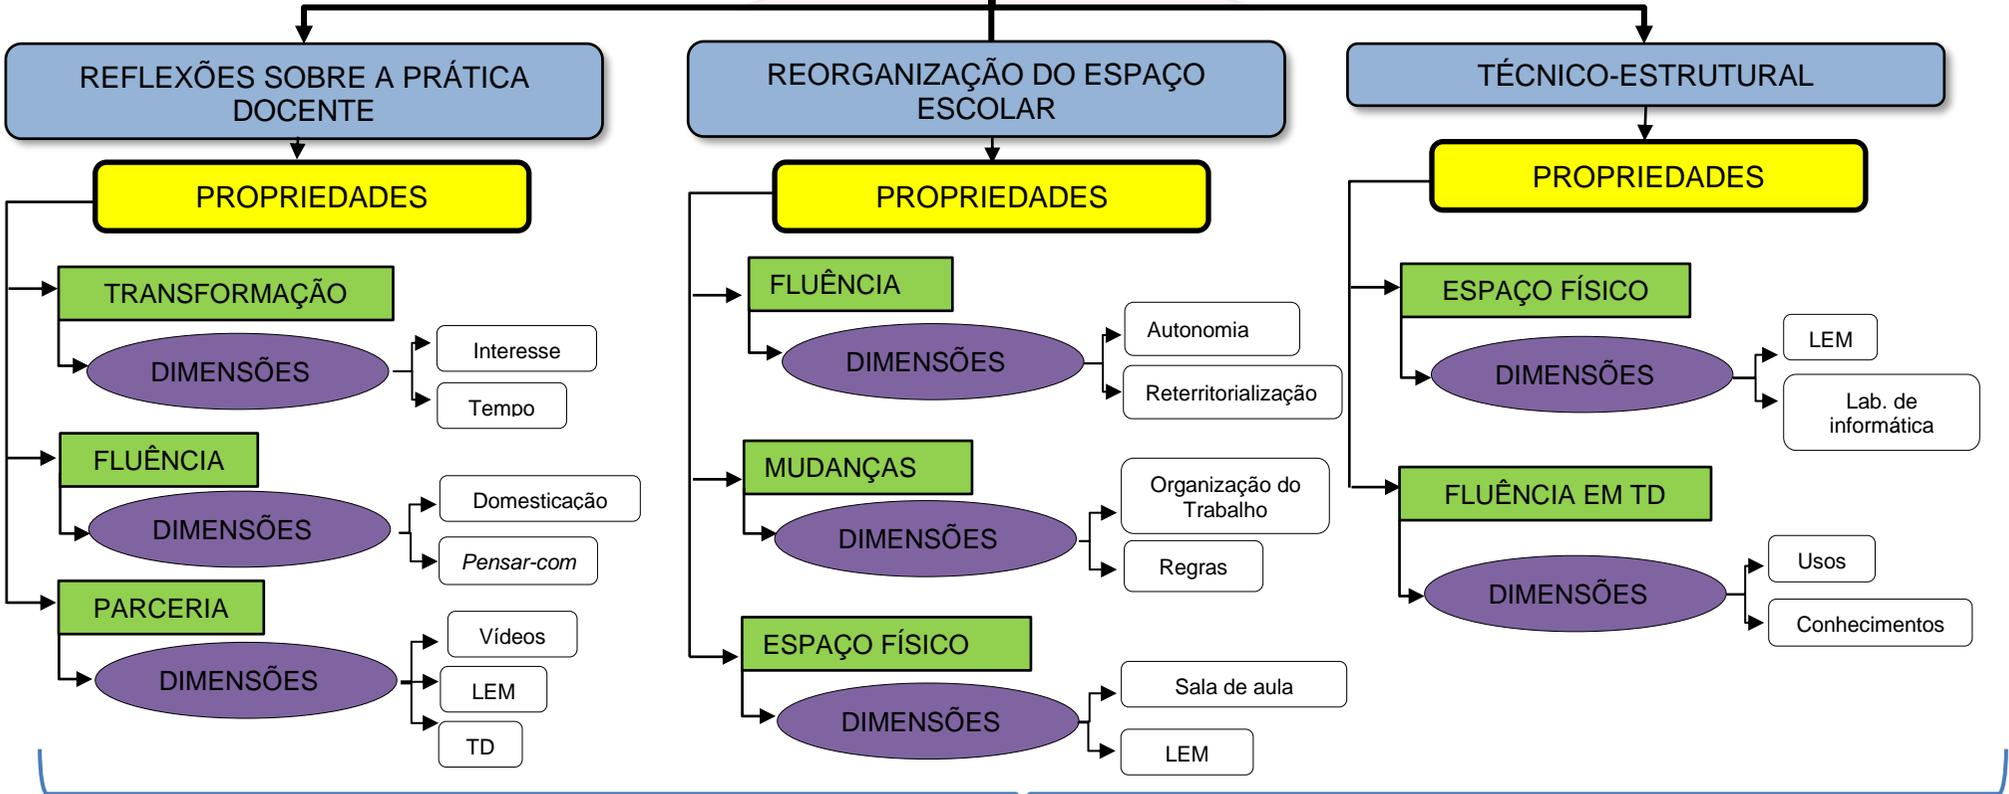 REFLEXÕES SOBRE A PRÁTICA
DOCENTE
PROPRIEDADES
TRANSFORMAÇÃO
DIMENSÕES
Interesse
Tempo
FLUÊNCIA
DIMENSÕES
Domesticação
Pensar-com
PARCERIA
DIMENSÕES
Vídeos
LEM
TD
REORGANIZAÇÃO DO ESPAÇO
ESCOLAR
PROPRIEDADES
FLUÊNCIA
DIMENSÕES
Autonomia
Reterritorialização
MUDANÇAS
DIMENSÕES
Organização do
Trabalho
Regras
ESPAÇO FÍSICO
DIMENSÕES
Sala de aula
LEM
TÉCNICO-ESTRUTURAL
PROPRIEDADES
ESPAÇO FÍSICO
DIMENSÕES
LEM
Lab. de
informática
FLUÊNCIA EM TD
DIMENSÕES
Usos
Conhecimentos